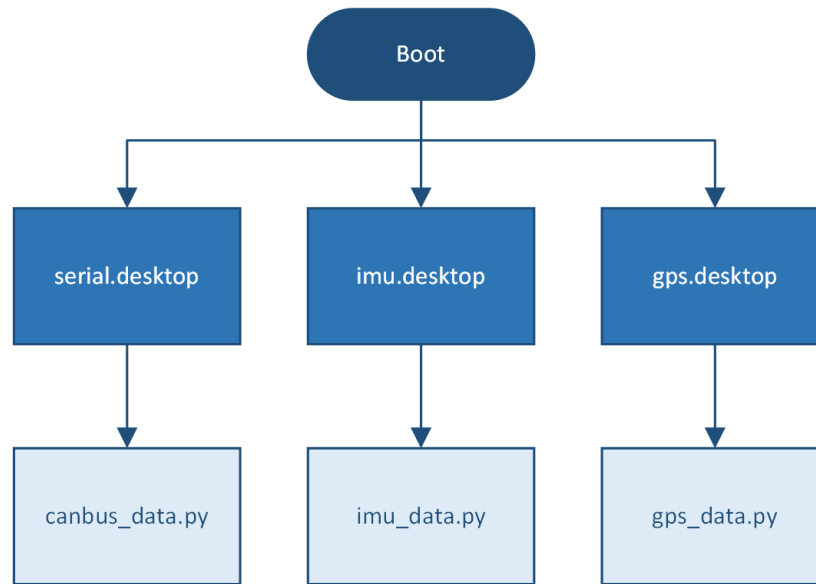 Boot
serial.desktop
imu.desktop
gps.desktop
canbus_data.py
imu_data.py
gps_data.py